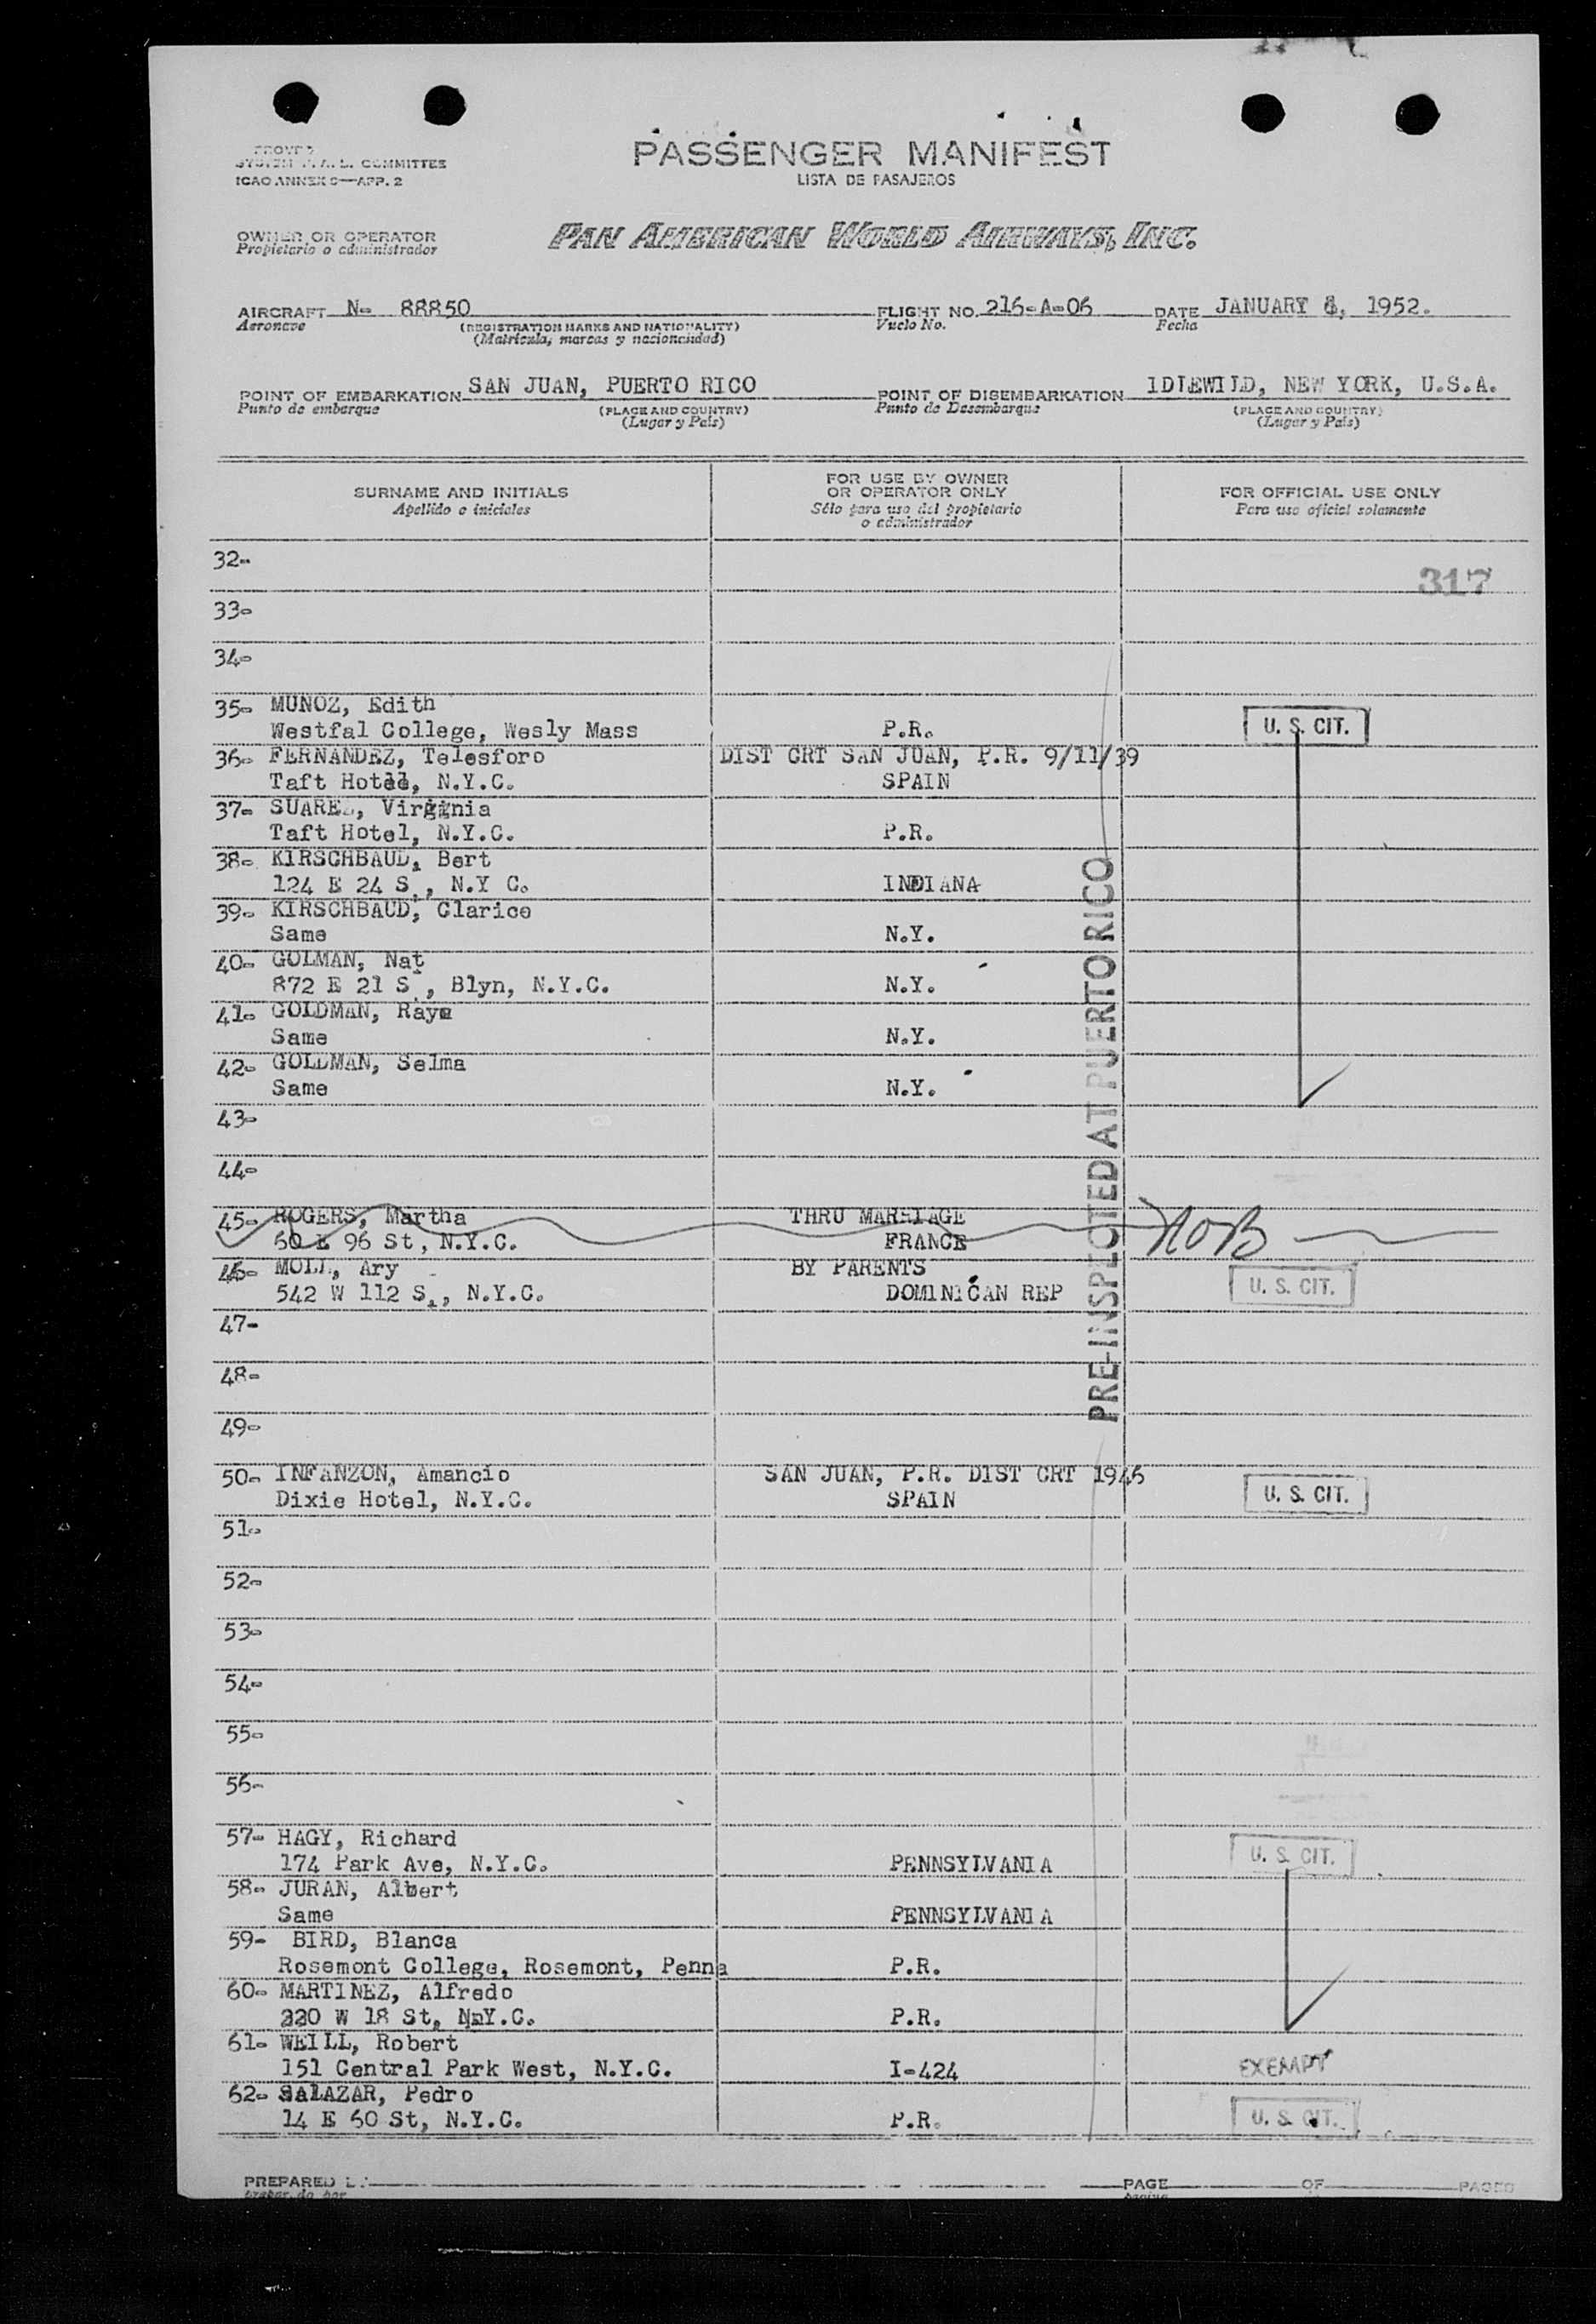 SYSTEM P.A.L. COMMITTEE
ICAO ANNEX 9—APP. 2
PASSENGER MANIFEST
LISTA DE PASAJEROS
OWNER OR OPERATOR
Propietario o administrador
PAN AMERICAN WORLD AIRWAYS, INC.
AIRCRAFT N- 88850 FLIGHT NO. 216-A-06 DATE JANUARY 6, 1952.
Aeronave (REGISTRATION MARKS AND NATIONALITY) Vuelo No. Fecha
(Matrícula, marcas y nacionalidad)
POINT OF EMBARKATION SAN JUAN, PUERTO RICO POINT OF DISEMBARKATION IDLEWILD, NEW YORK, U.S.A.
Punto de embarque (PLACE AND COUNTRY) Punto de Desembarque (PLACE AND COUNTRY)
(Lugar y País) (Lugar y País)
SURNAME AND INITIALS FOR USE BY OWNER OR OPERATOR ONLY FOR OFFICIAL USE ONLY
Apellido e iniciales Sólo para uso del propietario o administrador Para uso oficial solamente
32-
317
33-
34-
35- MUNOZ, Edith
Westfal College, Wesly Mass P.R. U. S. CIT.
36- FERNANDEZ, Telesforo DIST CRT SAN JUAN, P.R. 9/11/39
Taft Hotel, N.Y.C. SPAIN
37- SUAREZ, Virginia
Taft Hotel, N.Y.C. P.R.
38- KIRSCHBAUD, Bert
124 E 24 S., N.Y C. INDIANA
39- KIRSCHBAUD, Clarice
Same N.Y.
40- GOLMAN, Nat
872 E 21 S., Blyn, N.Y.C. N.Y.
41- GOLDMAN, Raye
Same N.Y.
42- GOLDMAN, Selma
Same N.Y.
43-
44-
45- ROGERS, Martha THRU MARRIAGE
60 E 96 St, N.Y.C. FRANCE NOB
46- MOLL, Ary BY PARENTS
542 W 112 S., N.Y.C. DOMINICAN REP U. S. CIT.
PRE-INSPECTED AT PUERTO RICO
47-
48-
49-
50- INFANZON, Amancio SAN JUAN, P.R. DIST CRT 1946
Dixie Hotel, N.Y.C. SPAIN U. S. CIT.
51-
52-
53-
54-
55-
56-
57- HAGY, Richard
174 Park Ave, N.Y.C. PENNSYLVANIA U. S. CIT.
58- JURAN, Albert
Same PENNSYLVANIA
59- BIRD, Blanca
Rosemont College, Rosemont, Penna P.R.
60- MARTINEZ, Alfredo
220 W 18 St, N.Y.C. P.R.
61- WEILL, Robert
151 Central Park West, N.Y.C. I-424 EXEMPT
62- SALAZAR, Pedro
14 E 60 St, N.Y.C. P.R. U. S. CIT.
PREPARED PAGE OF PAGES